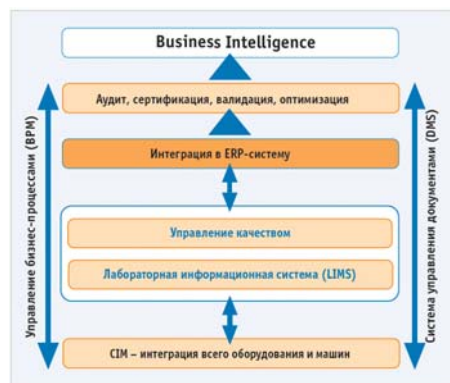 Business Intelligence
Аудит, сертификация, валидация, оптимизация
Интеграция в ERP-систему
Управление качеством
Лабораторная информационная система (LIMS)
CIM – интеграция всего оборудования и машин
Управление бизнес-процессами (BPM)
Система управления документами (DMS)